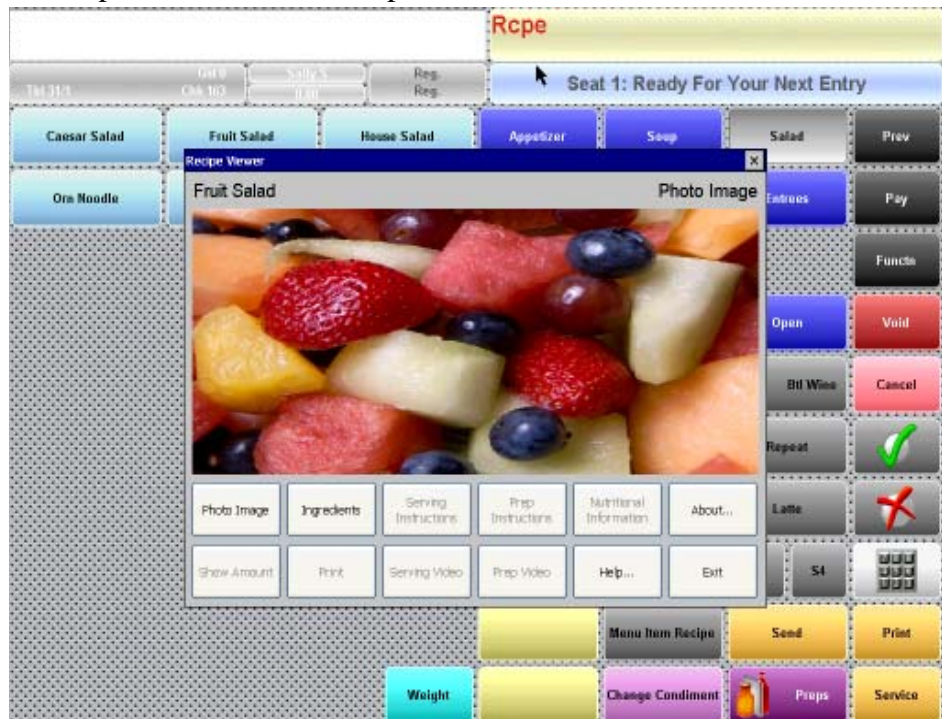 Rcpe
Reg.
Reg.
Seat 1: Ready For Your Next Entry
Caesar Salad
Fruit Salad
House Salad
Appetizer
Soup
Salad
Prev
Recipe Viewer
Fruit Salad
Photo Image
Orn Noodle
Entrees
Pay
Functn
Open
Void
Btl Wine
Cancel
Repeat
Latte
Photo Image
Ingredients
Serving
Instructions
Prep
Instructions
Nutritional
Information
About...
Show Amount
Print
Serving Video
Prep Video
Help...
Exit
S4
Menu Item Recipe
Send
Print
Weight
Change Condiment
Preps
Service